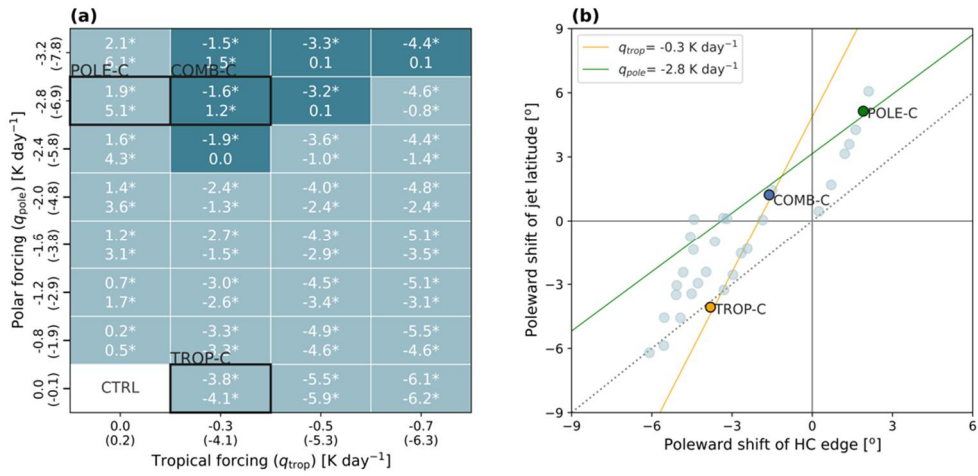 (a)
Polar forcing (q_pole) [K day⁻¹]
-3.2 (-7.8)
2.1* -1.5* -3.3* -4.4*
6.1* 1.5* 0.1 0.1
POLE-C COMB-C
-2.8 (-6.9)
1.9* -1.6* -3.2* -4.6*
5.1* 1.2* 0.1 -0.8*
-2.4 (-5.8)
1.6* -1.9* -3.6* -4.4*
4.3* 0.0 -1.0* -1.4*
-2.0 (-4.8)
1.4* -2.4* -4.0* -4.8*
3.6* -1.3* -2.4* -2.4*
-1.6 (-3.8)
1.2* -2.7* -4.3* -5.1*
3.1* -1.5* -2.9* -3.5*
-1.2 (-2.9)
0.7* -3.0* -4.5* -5.1*
1.7* -2.6* -3.4* -3.1*
-0.8 (-1.9)
0.2* -3.3* -4.9* -5.5*
0.5* -3.3* -4.6* -4.6*
TROP-C
0.0 (-0.1)
CTRL
-3.8* -5.5* -6.1*
-4.1* -5.9* -6.2*
0.0 -0.3 -0.5 -0.7
(0.2) (-4.1) (-5.3) (-6.3)
Tropical forcing (q_trop) [K day⁻¹]
(b)
q_trop= -0.3 K day⁻¹
q_pole= -2.8 K day⁻¹
Poleward shift of jet latitude [°]
9
6
3
0
-3
-6
-9
POLE-C
COMB-C
TROP-C
-9 -6 -3 0 3 6
Poleward shift of HC edge [°]